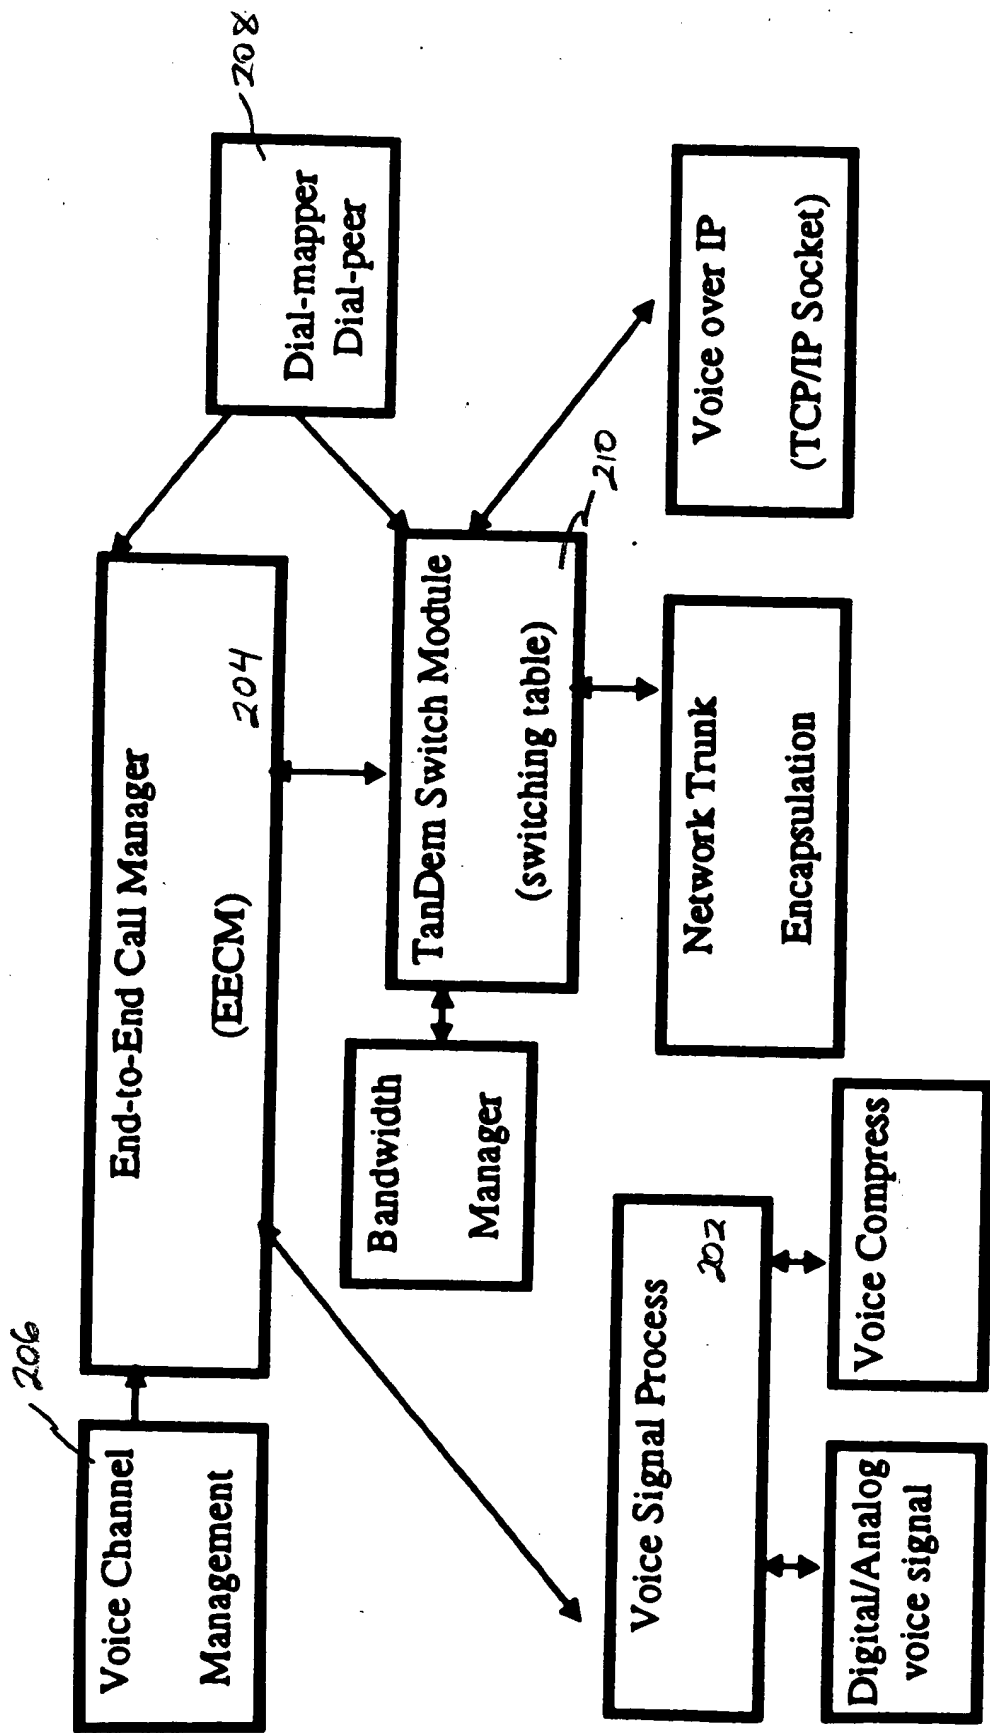 206
Voice Channel
Management
End-to-End Call Manager
(EECM)
204
208
Dial-mapper
Dial-peer
Bandwidth
Manager
TanDem Switch Module
(switching table)
210
Voice Signal Process
202
Network Trunk
Encapsulation
Voice over IP
(TCP/IP Socket)
Digital/Analog
voice signal
Voice Compress